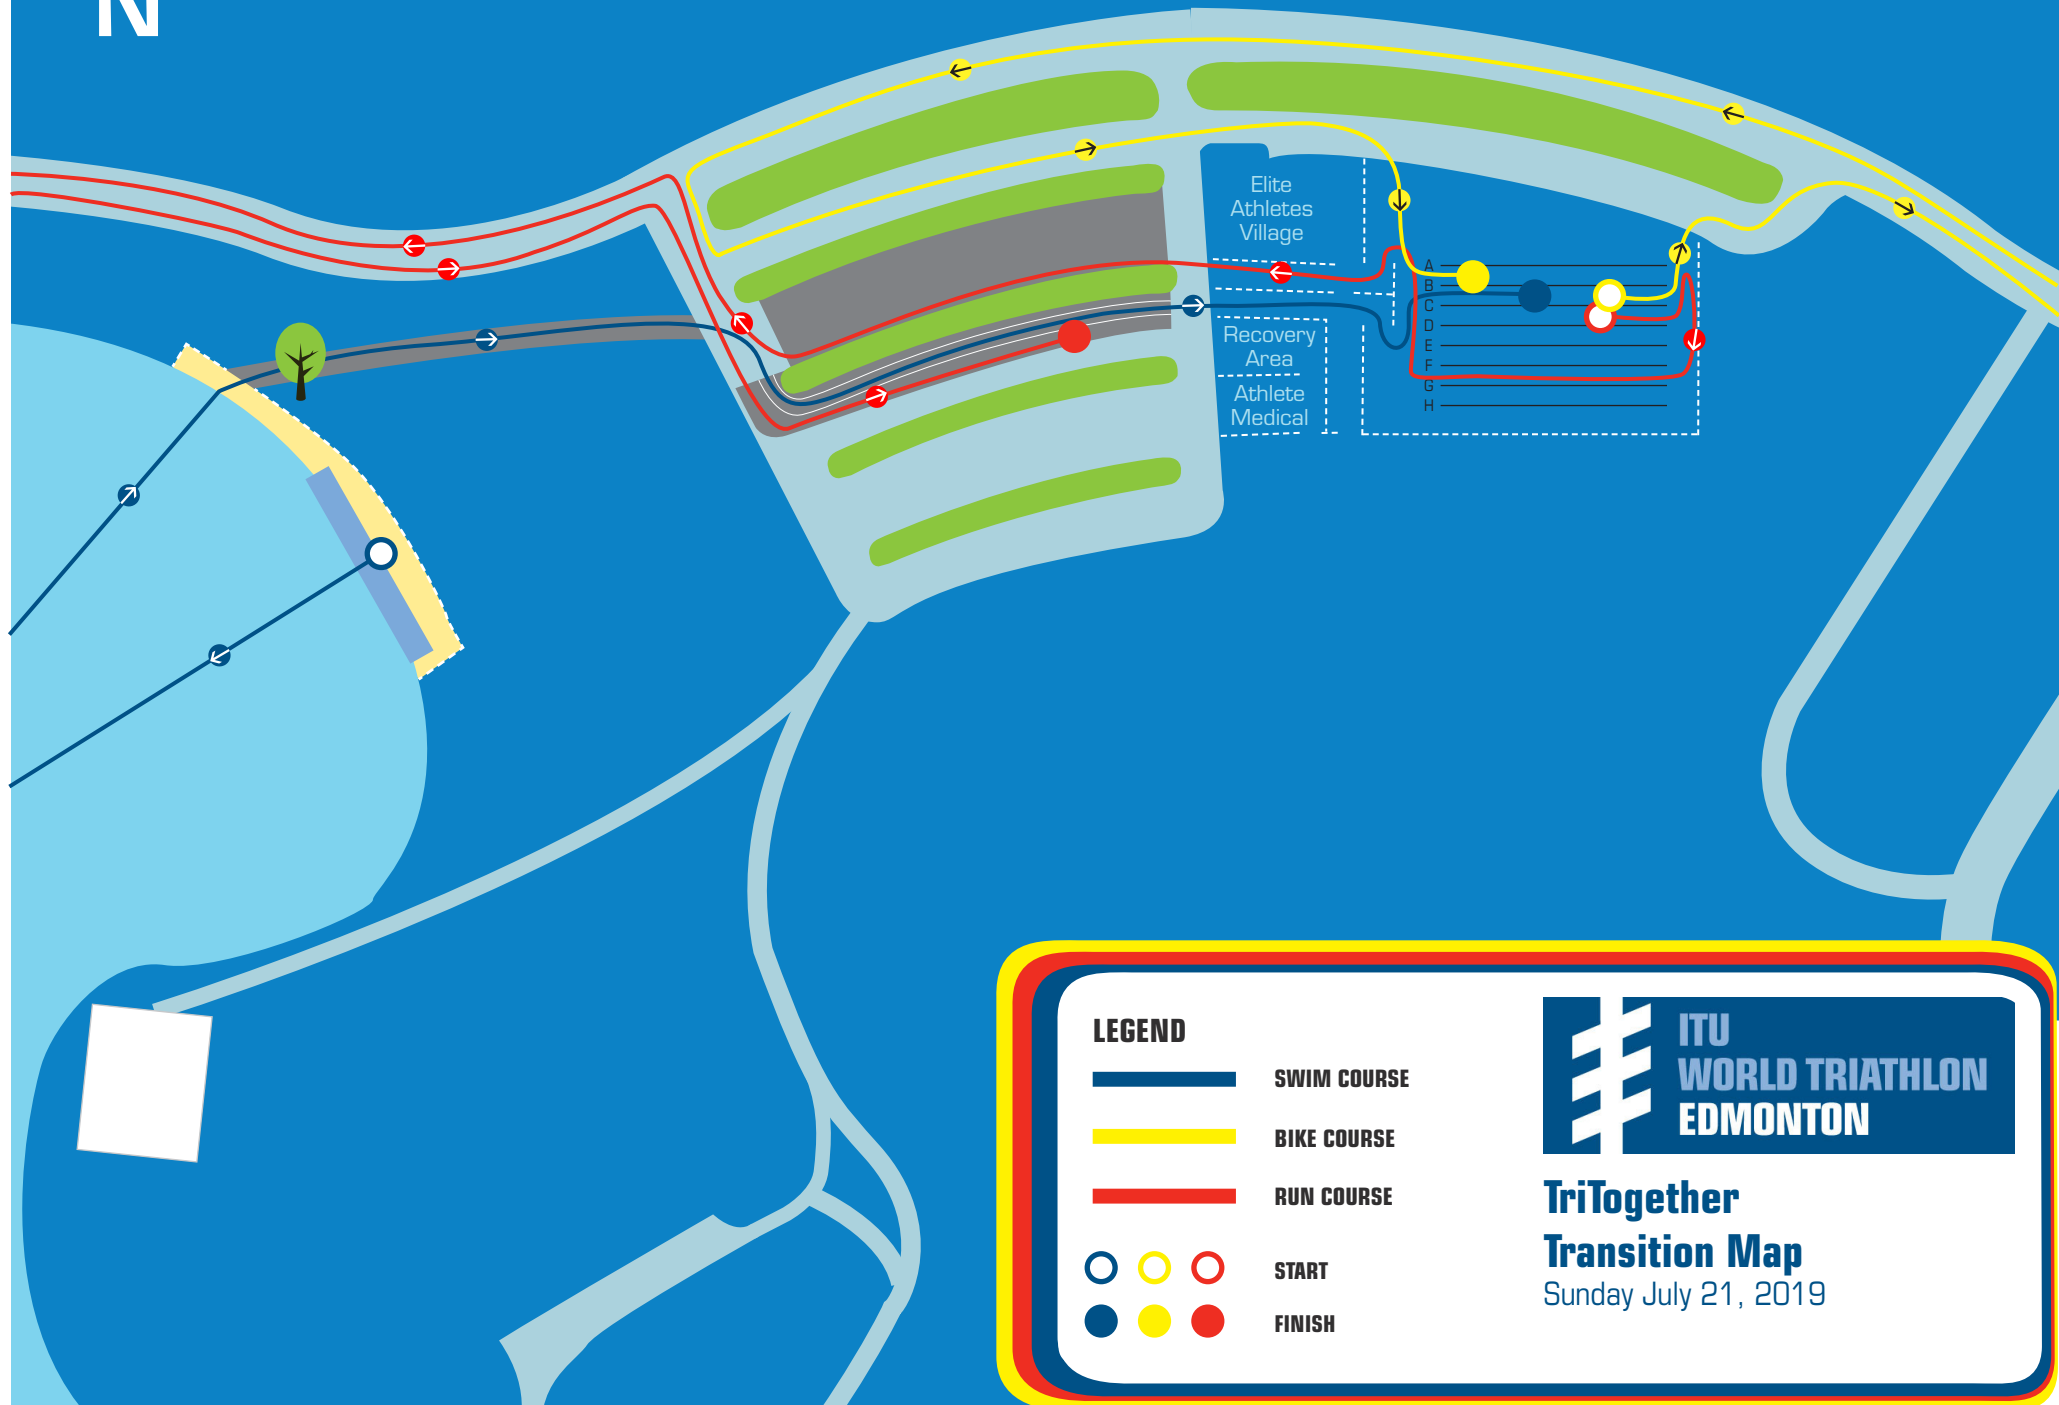 N
Elite
Athletes
Village
Recovery
Area
Athlete
Medical
A
B
C
D
E
F
G
H
LEGEND
SWIM COURSE
BIKE COURSE
RUN COURSE
START
FINISH
ITU
WORLD TRIATHLON
EDMONTON
TriTogether
Transition Map
Sunday July 21, 2019